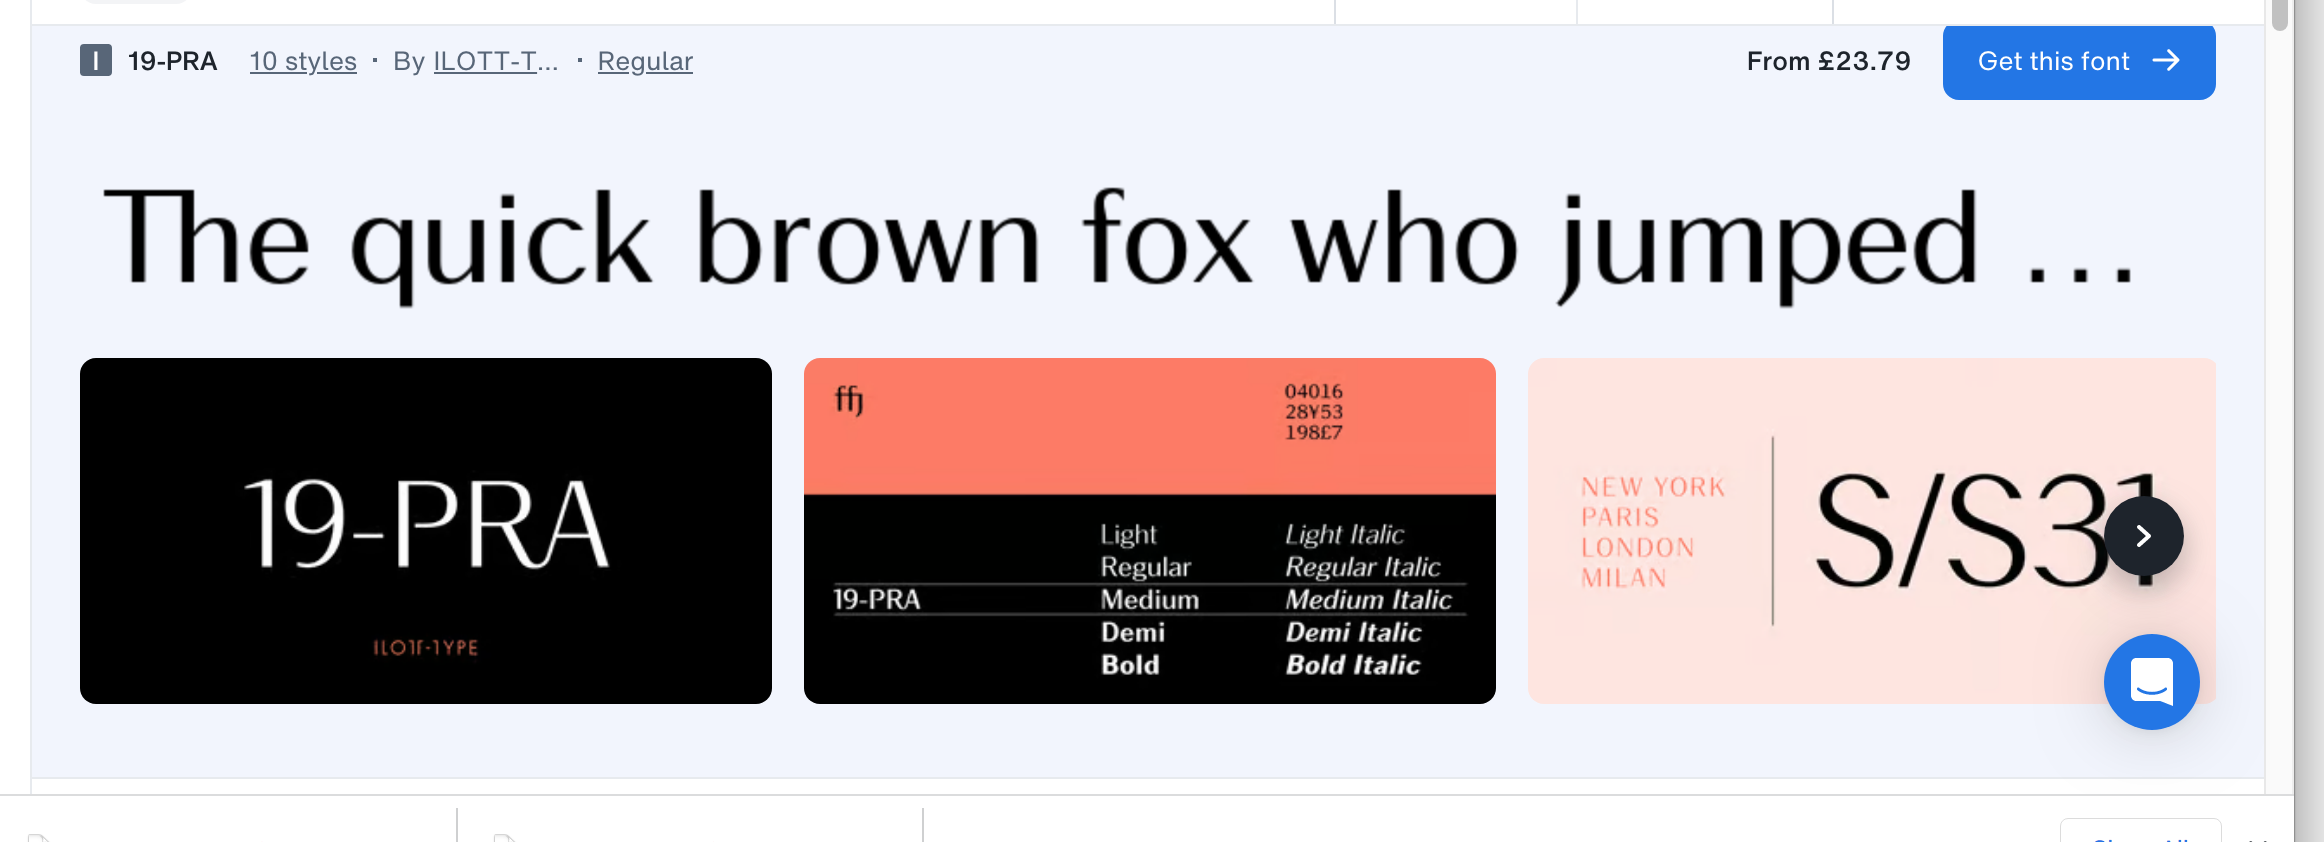 19-PRA 10 styles · By ILOTT-T... · Regular
From £23.79
Get this font
The quick brown fox who jumped ...
19-PRA
ILOTT-TYPE
ffj
04016
28¥53
198£7
19-PRA
Light
Regular
Medium
Demi
Bold
Light Italic
Regular Italic
Medium Italic
Demi Italic
Bold Italic
NEW YORK
PARIS
LONDON
MILAN
S/S31